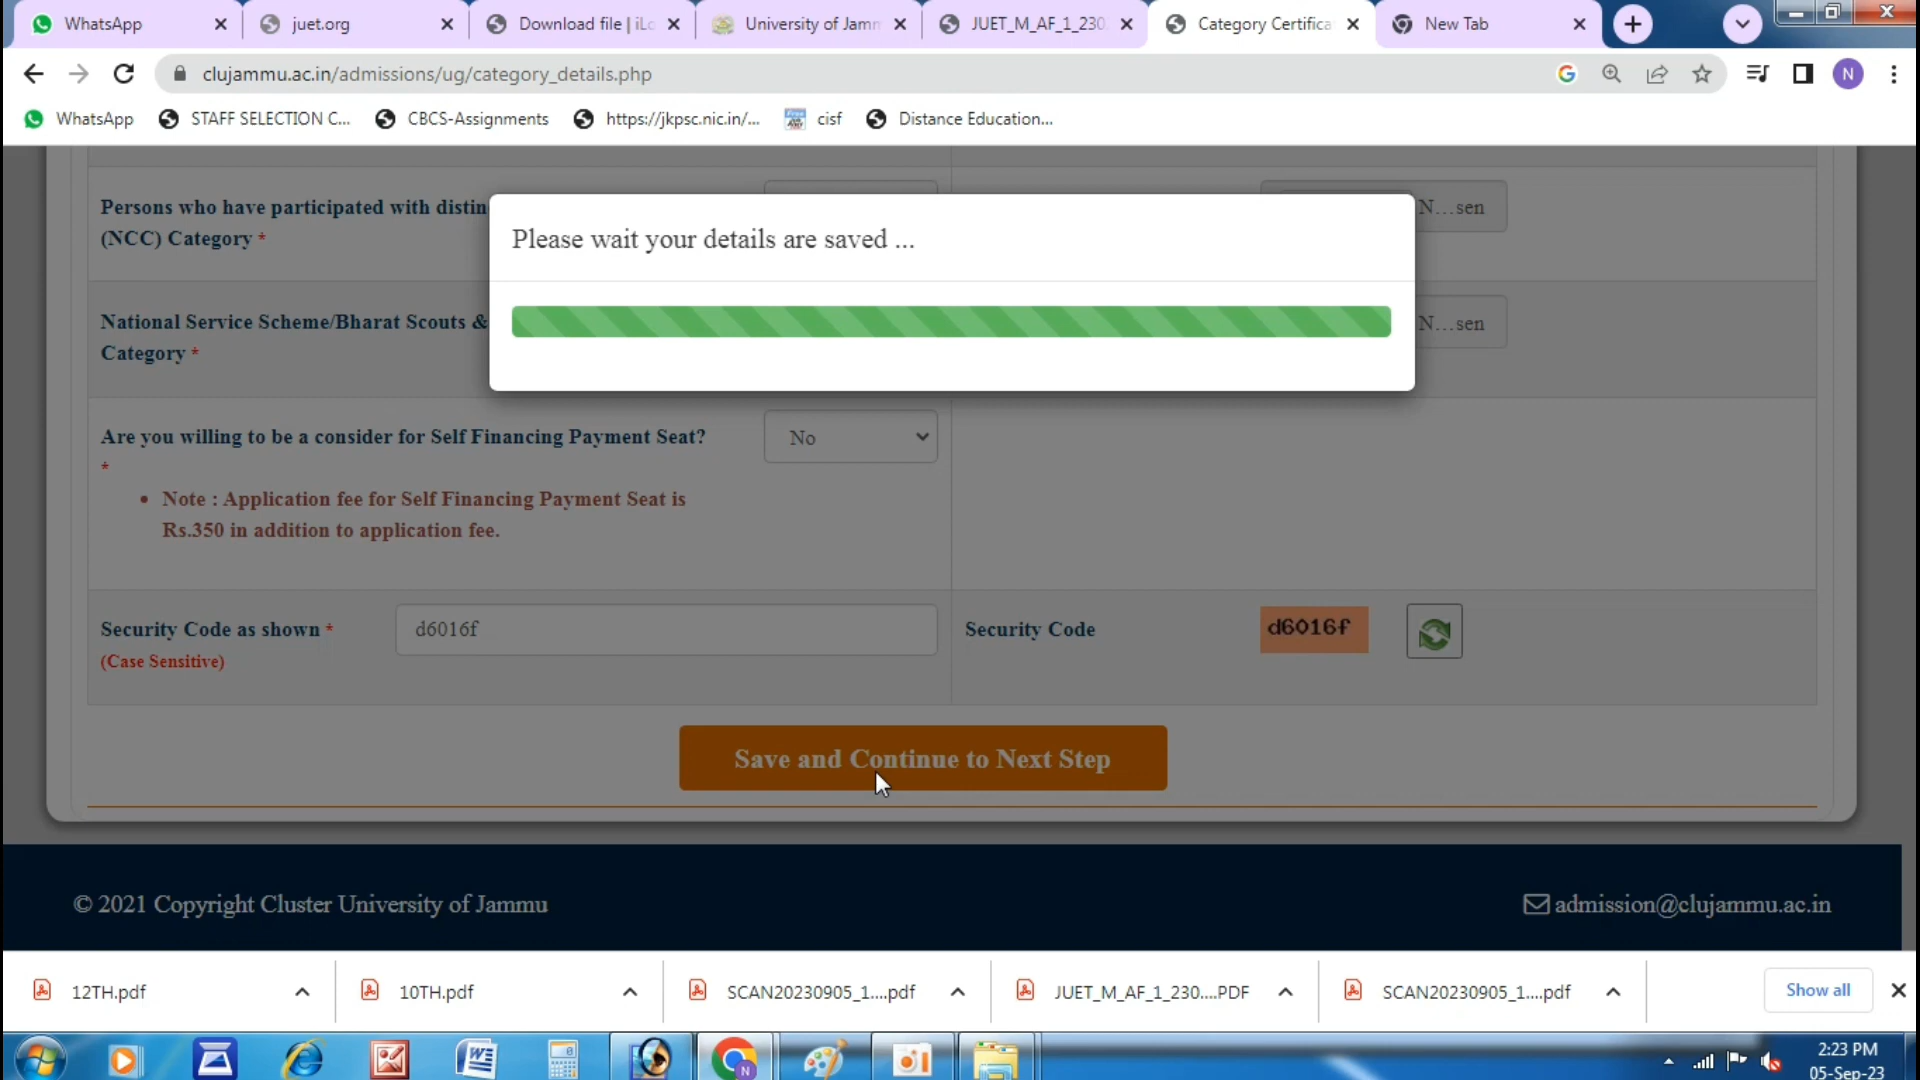 WhatsApp
juet.org
Download file | iLo
University of Jamm
JUET_M_AF_1_230
Category Certifica
New Tab
clujammu.ac.in/admissions/ug/category_details.php
N
WhatsApp
STAFF SELECTION C...
CBCS-Assignments
https://jkpsc.nic.in/...
cisf
Distance Education...
Persons who have participated with distin
(NCC) Category *
N...sen
Please wait your details are saved ...
National Service Scheme/Bharat Scouts &
Category *
N...sen
Are you willing to be a consider for Self Financing Payment Seat?
*
No
• Note : Application fee for Self Financing Payment Seat is
Rs.350 in addition to application fee.
Security Code as shown *
(Case Sensitive)
d6016f
Security Code
d6016f
Save and Continue to Next Step
© 2021 Copyright Cluster University of Jammu
admission@clujammu.ac.in
12TH.pdf
10TH.pdf
SCAN20230905_1....pdf
JUET_M_AF_1_230....PDF
SCAN20230905_1....pdf
Show all
2:23 PM
05-Sep-23